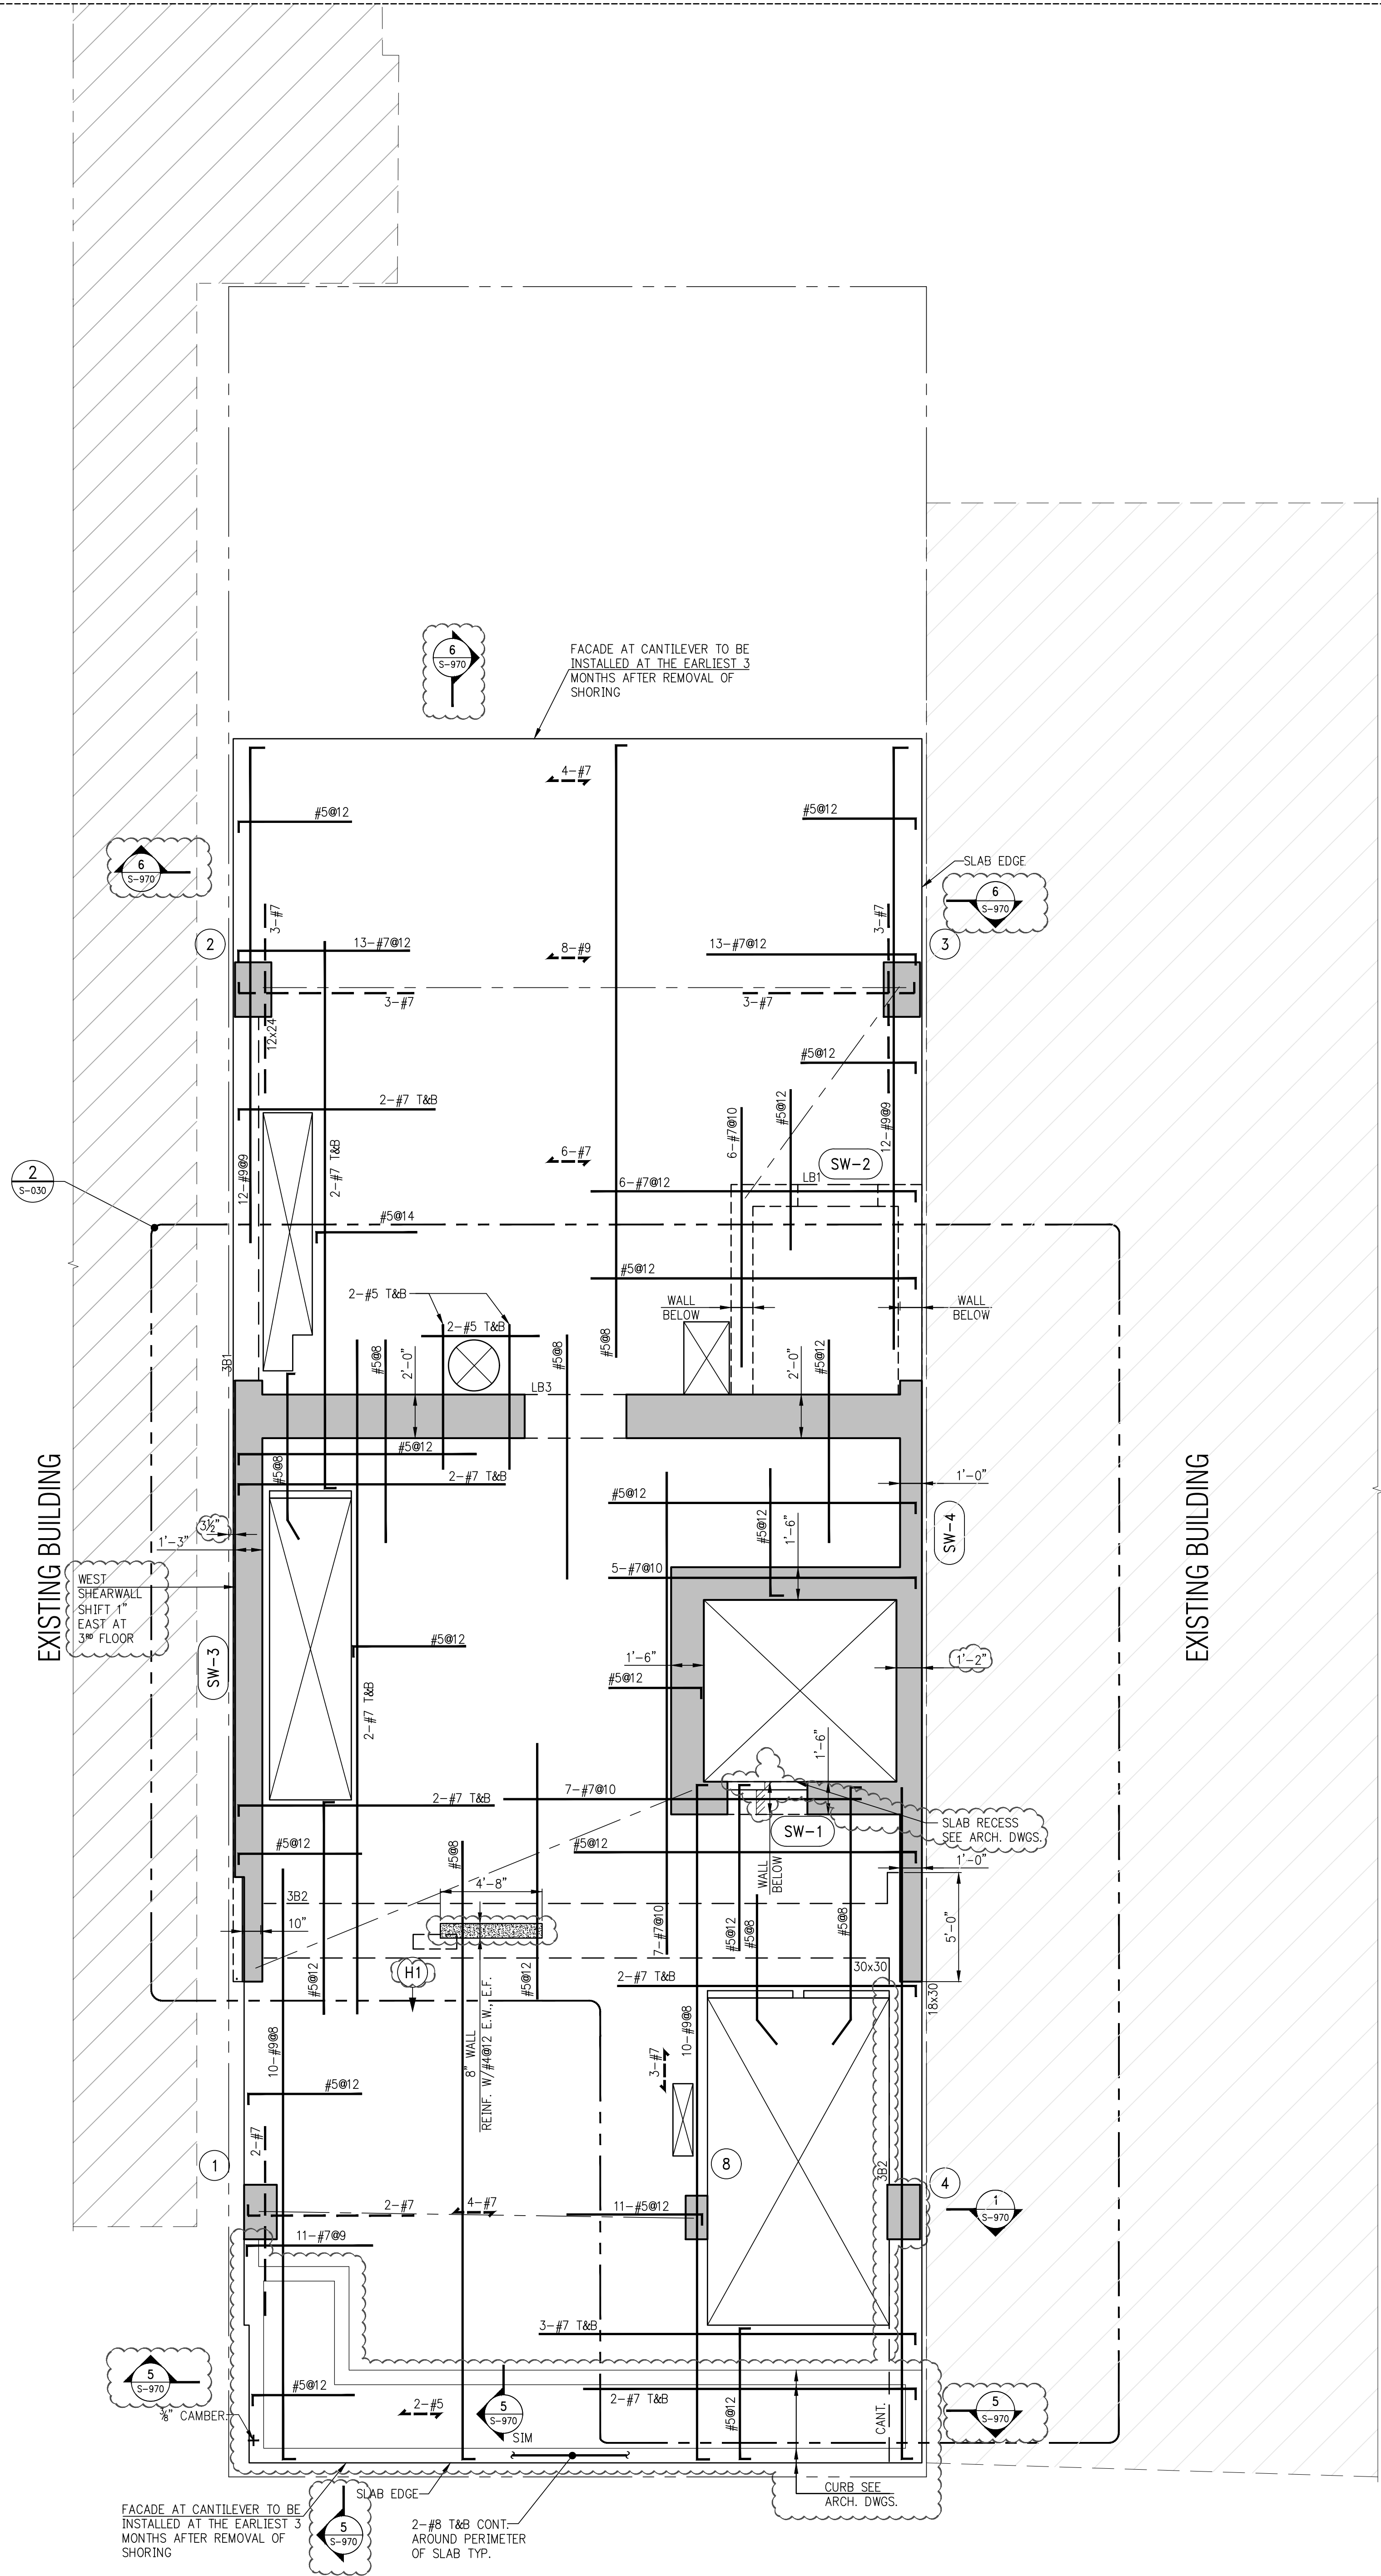 6
S-970
FACADE AT CANTILEVER TO BE
INSTALLED AT THE EARLIEST 3
MONTHS AFTER REMOVAL OF
SHORING
4-#7
#5@12
#5@12
SLAB EDGE
6
S-970
6
S-970
3-#7
3-#7
2
13-#7@12
8-#9
13-#7@12
3
3-#7
3-#7
12x24
#5@12
2-#7 T&B
#5@12
6-#7@10
12-#9@9
2-#7 T&B
6-#7
SW-2
LB1
2
S-030
12-#9@9
6-#7@12
#5@14
#5@12
2-#5 T&B
WALL
BELOW
WALL
BELOW
2-#5 T&B
#5@8
#5@8
#5@8
2'-0"
2'-0"
#5@12
3B1
LB3
#5@12
#5@8
2-#7 T&B
1'-0"
EXISTING BUILDING
EXISTING BUILDING
#5@12
#5@12
1'-6"
SW-4
3½"
1'-3"
5-#7@10
WEST
SHEARWALL
SHIFT 1"
EAST AT
3RD FLOOR
SW-3
#5@12
2-#7 T&B
1'-6"
1'-2"
#5@12
1'-6"
7-#7@10
2-#7 T&B
SLAB RECESS
SEE ARCH. DWGS.
SW-1
#5@12
#5@8
#5@12
WALL
BELOW
1'-0"
4'-8"
3B2
10"
7-#7@10
#5@12
#5@8
#5@8
5'-0"
H1
#5@12
#5@12
30x30
2-#7 T&B
18x30
8" WALL
REINF. W/#4@12 E.W., E.F.
10-#9@8
10-#9@8
3-#7
#5@12
2-#7
1
8
3B2
4
1
S-970
2-#7
4-#7
11-#5@12
11-#7@9
3-#7 T&B
5
S-970
#5@12
2-#5
5
S-970
SIM
2-#7 T&B
#5@12
CANT.
5
S-970
⅜" CAMBER
SLAB EDGE
CURB SEE
ARCH. DWGS.
FACADE AT CANTILEVER TO BE
INSTALLED AT THE EARLIEST 3
MONTHS AFTER REMOVAL OF
SHORING
5
S-970
2-#8 T&B CONT.
AROUND PERIMETER
OF SLAB TYP.